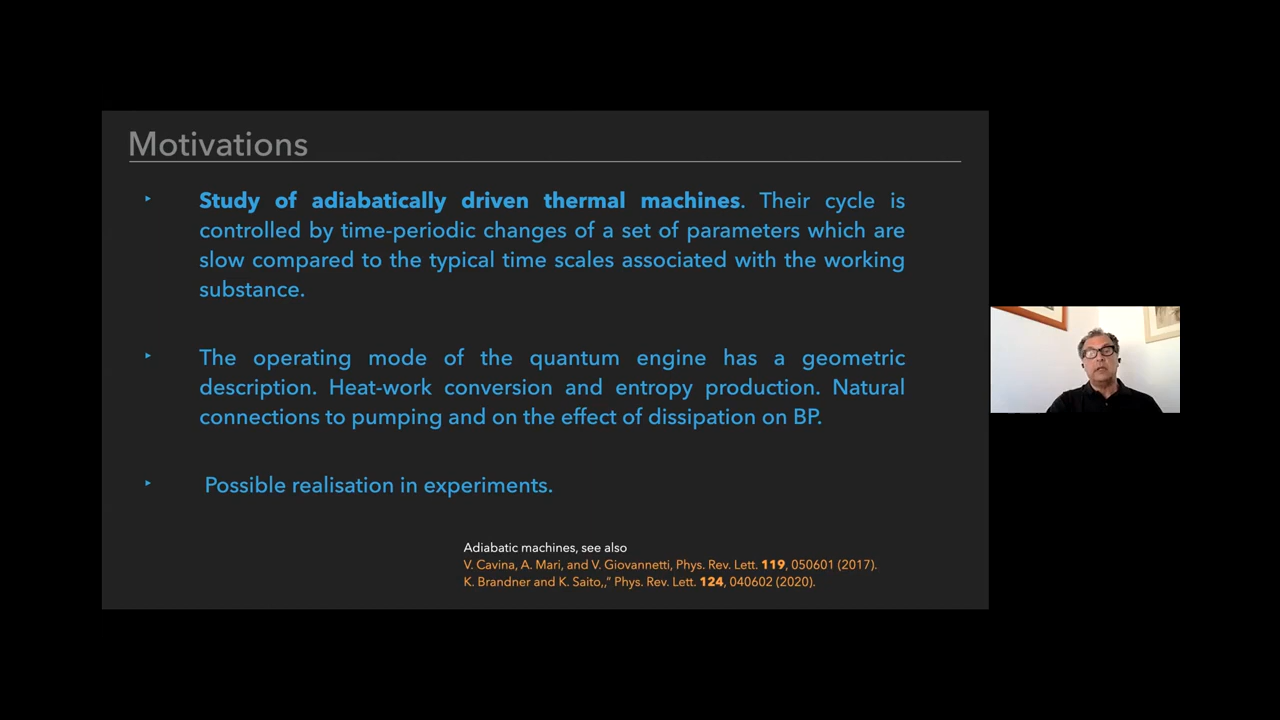 Motivations
‣ Study of adiabatically driven thermal machines. Their cycle is
controlled by time-periodic changes of a set of parameters which are
slow compared to the typical time scales associated with the working
substance.
‣ The operating mode of the quantum engine has a geometric
description. Heat-work conversion and entropy production. Natural
connections to pumping and on the effect of dissipation on BP.
‣ Possible realisation in experiments.
Adiabatic machines, see also
V. Cavina, A. Mari, and V. Giovannetti, Phys. Rev. Lett. 119, 050601 (2017).
K. Brandner and K. Saito,,” Phys. Rev. Lett. 124, 040602 (2020).